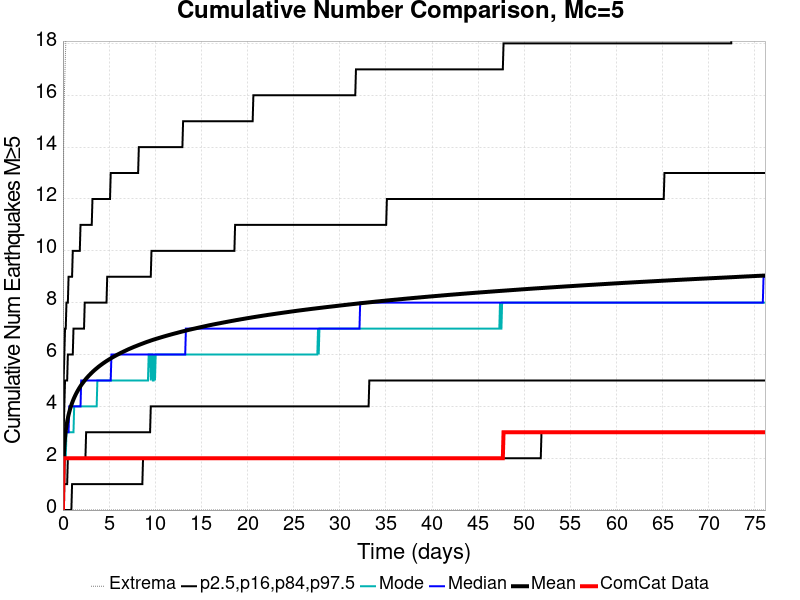 Cumulative Number Comparison, Mc=5
Cumulative Num Earthquakes M≥5
18
16
14
12
10
8
6
4
2
0
0 5 10 15 20 25 30 35 40 45 50 55 60 65 70 75
Time (days)
Extrema p2.5,p16,p84,p97.5 Mode Median Mean ComCat Data